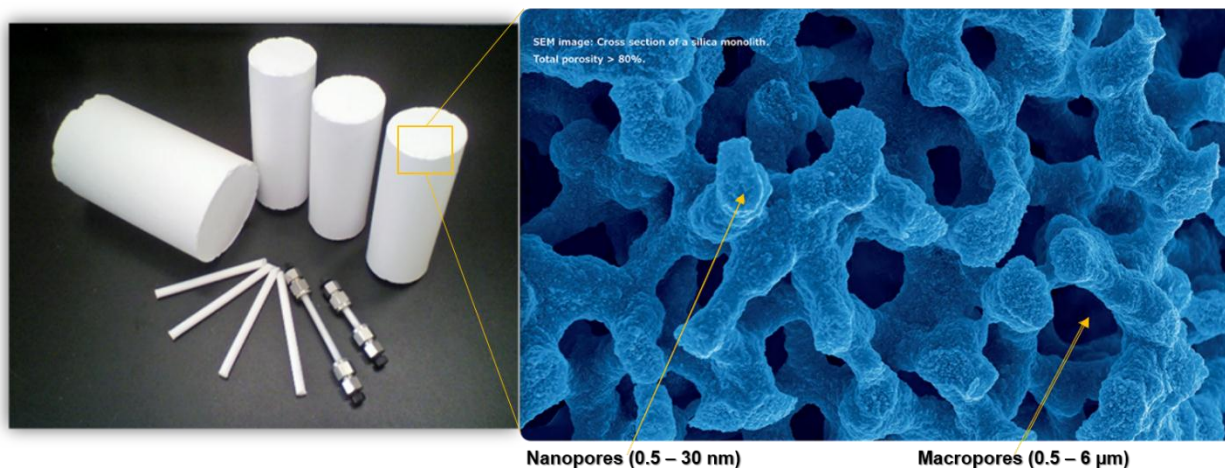 SEM image: Cross section of a silica monolith.
Total porosity > 80%.
Nanopores (0.5 – 30 nm)
Macropores (0.5 – 6 µm)